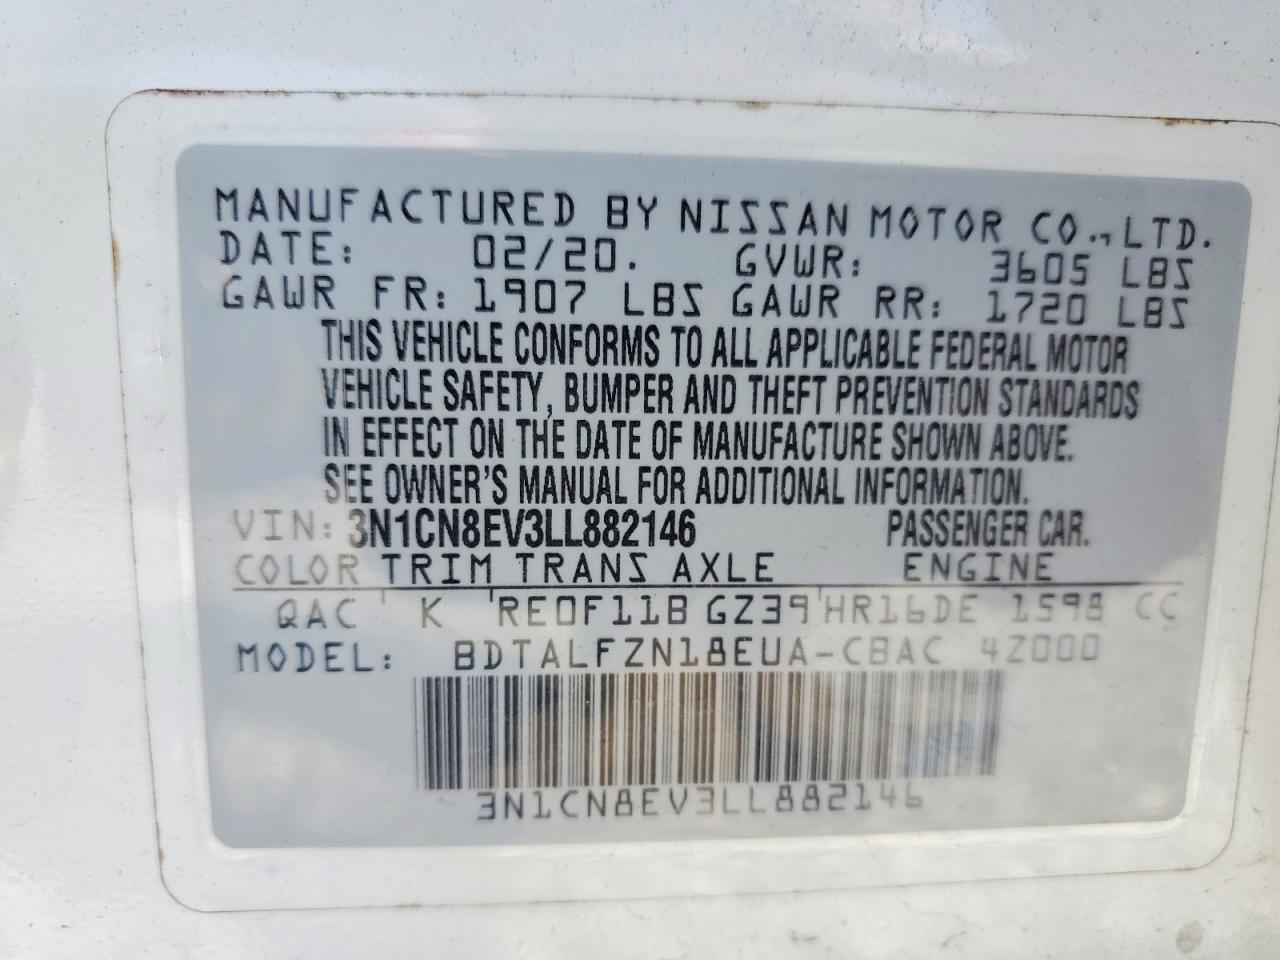 MANUFACTURED BY NISSAN MOTOR CO., LTD.
DATE: 02/20. GVWR: 3605 LBS
GAWR FR: 1907 LBS GAWR RR: 1720 LBS
THIS VEHICLE CONFORMS TO ALL APPLICABLE FEDERAL MOTOR
VEHICLE SAFETY, BUMPER AND THEFT PREVENTION STANDARDS
IN EFFECT ON THE DATE OF MANUFACTURE SHOWN ABOVE.
SEE OWNER'S MANUAL FOR ADDITIONAL INFORMATION.
VIN: 3N1CN8EV3LL882146 PASSENGER CAR.
COLOR TRIM TRANS AXLE ENGINE
QAC K RE0F11B GZ39 HR16DE 1598 CC
MODEL: BDTALFZN18EUA-CBAC 4Z000
3N1CN8EV3LL882146